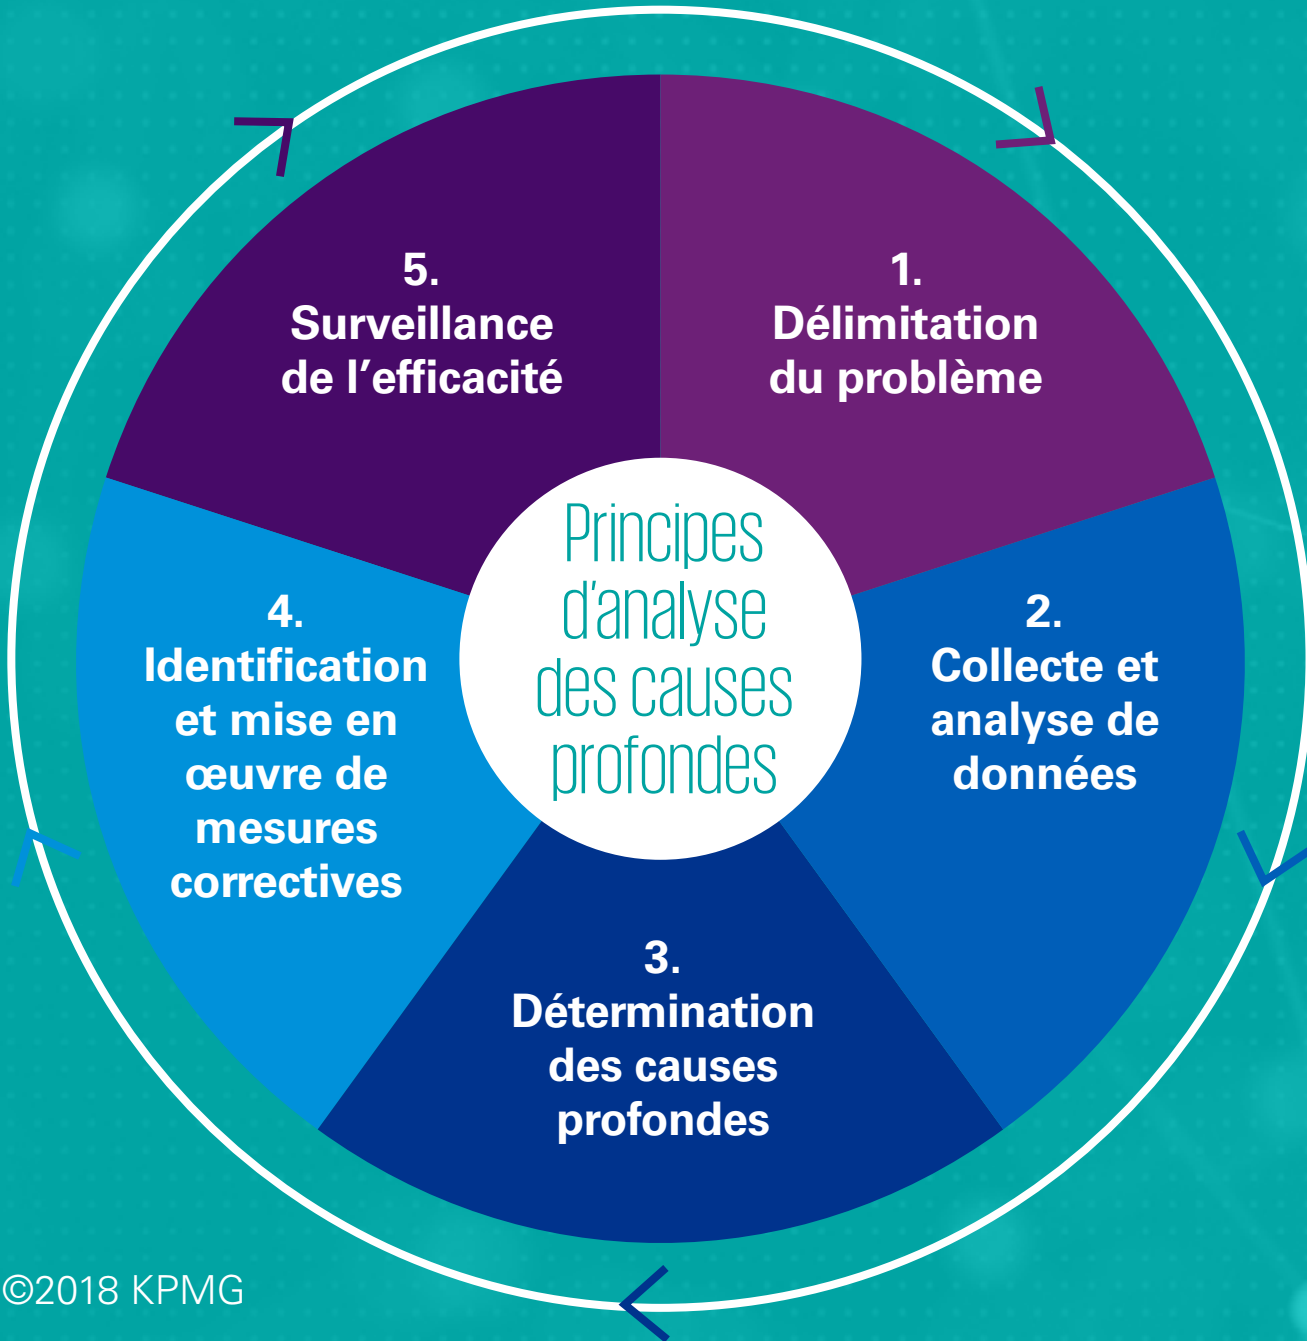 Principes
d'analyse
des causes
profondes
1.
Délimitation
du problème
2.
Collecte et
analyse de
données
3.
Détermination
des causes
profondes
4.
Identification
et mise en
œuvre de
mesures
correctives
5.
Surveillance
de l’efficacité
©2018 KPMG